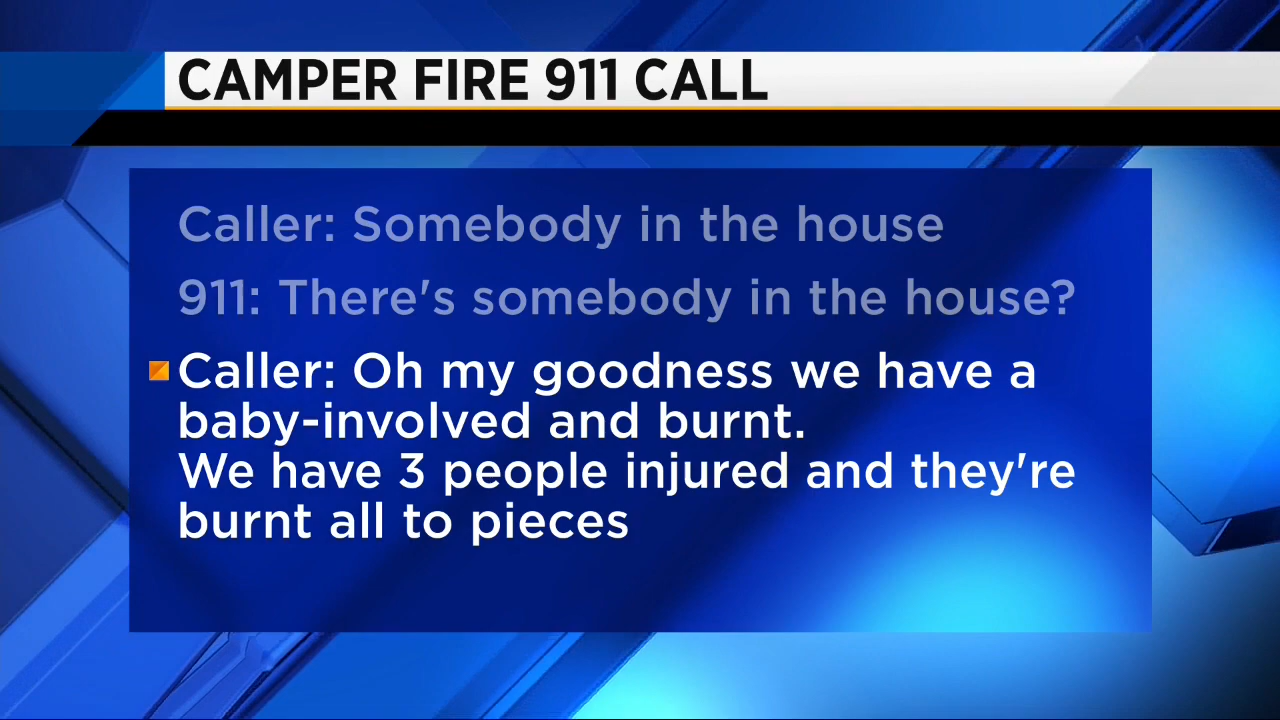 CAMPER FIRE 911 CALL
Caller: Somebody in the house
911: There's somebody in the house?
Caller: Oh my goodness we have a
baby-involved and burnt.
We have 3 people injured and they're
burnt all to pieces